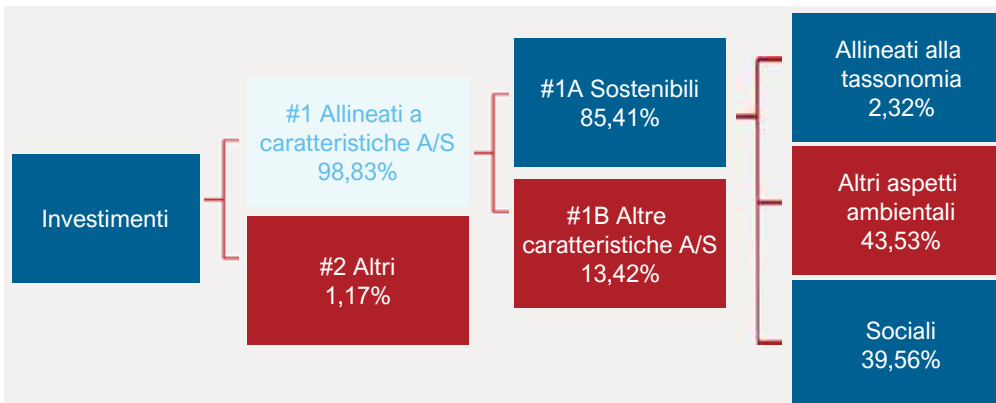 Investimenti
#1 Allineati a
caratteristiche A/S
98,83%
#2 Altri
1,17%
#1A Sostenibili
85,41%
#1B Altre
caratteristiche A/S
13,42%
Allineati alla
tassonomia
2,32%
Altri aspetti
ambientali
43,53%
Sociali
39,56%